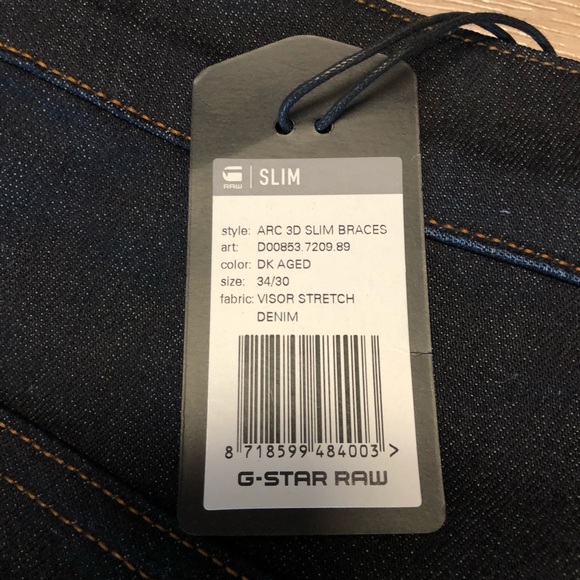 RAW | SLIM
style: ARC 3D SLIM BRACES
art: D00853.7209.89
color: DK AGED
size: 34/30
fabric: VISOR STRETCH
DENIM
8 718599 484003 >
G-STAR RAW